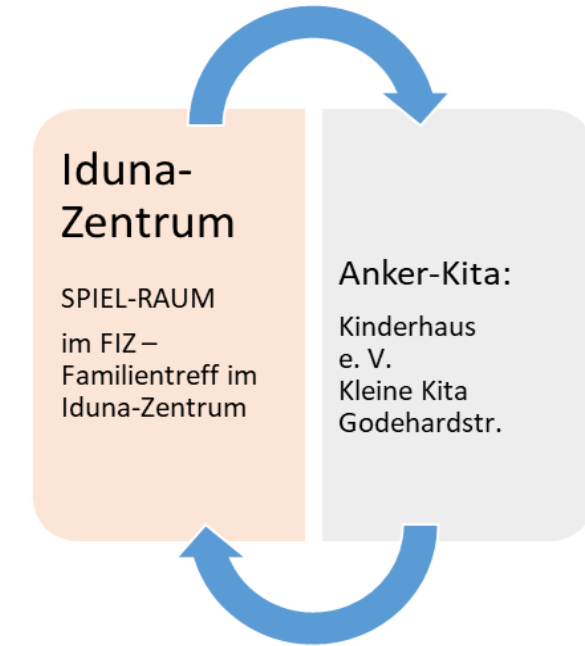 Iduna-
Zentrum
SPIEL-RAUM
im FIZ –
Familientreff im
Iduna-Zentrum
Anker-Kita:
Kinderhaus
e. V.
Kleine Kita
Godehardstr.